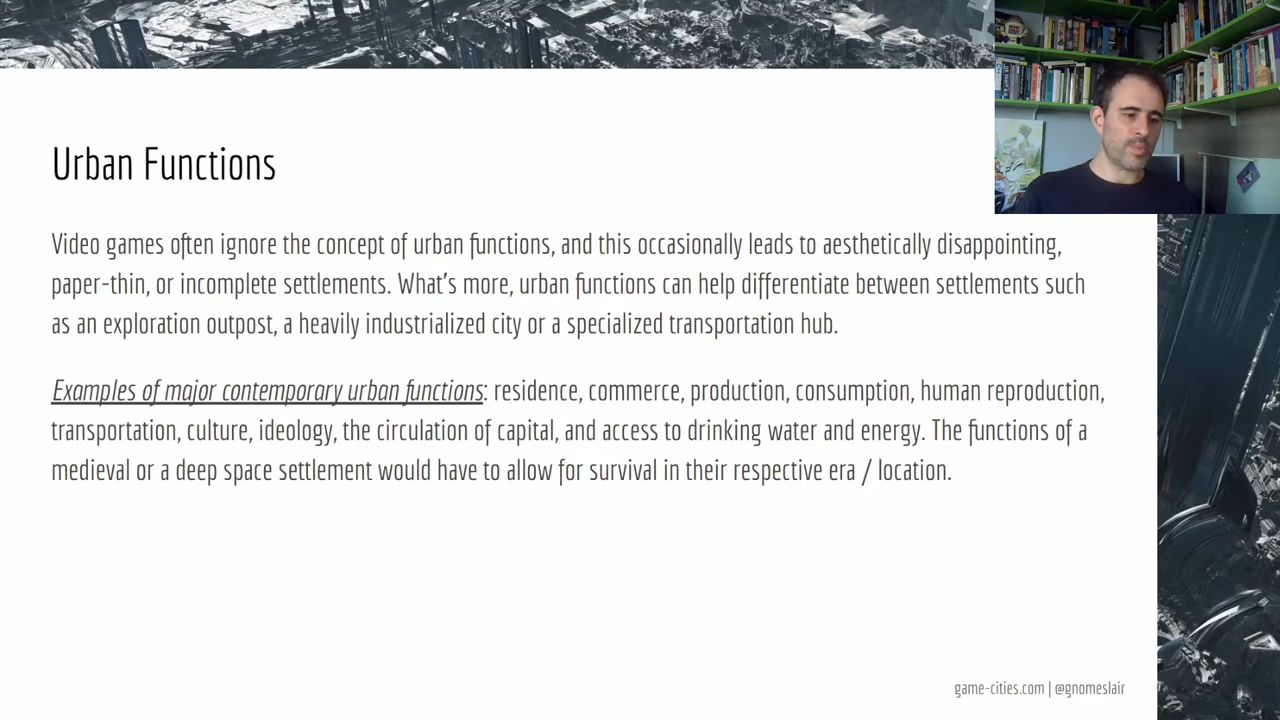 Urban Functions
Video games often ignore the concept of urban functions, and this occasionally leads to aesthetically disappointing,
paper-thin, or incomplete settlements. What's more, urban functions can help differentiate between settlements such
as an exploration outpost, a heavily industrialized city or a specialized transportation hub.
Examples of major contemporary urban functions: residence, commerce, production, consumption, human reproduction,
transportation, culture, ideology, the circulation of capital, and access to drinking water and energy. The functions of a
medieval or a deep space settlement would have to allow for survival in their respective era / location.
game-cities.com | @gnomeslair